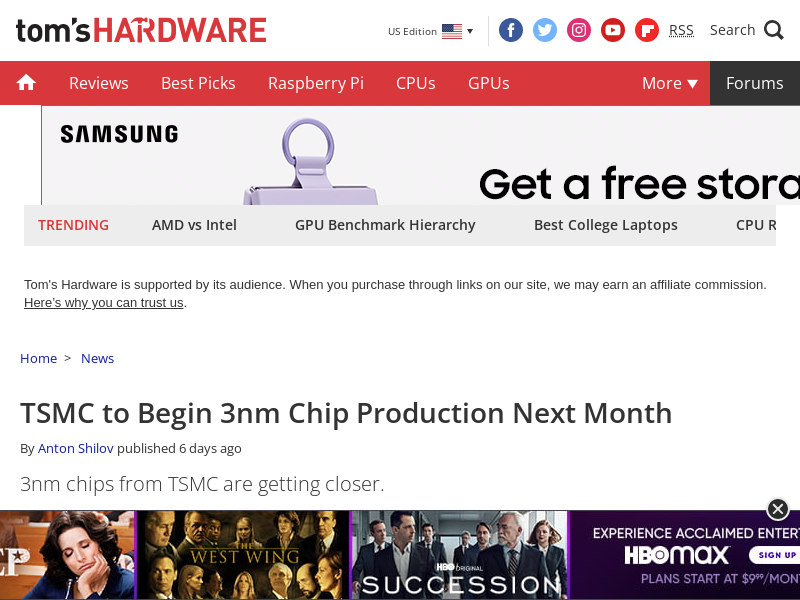 tom's HARDWARE
US Edition
RSS
Search
Reviews
Best Picks
Raspberry Pi
CPUs
GPUs
More
Forums
SAMSUNG
Get a free stora
TRENDING
AMD vs Intel
GPU Benchmark Hierarchy
Best College Laptops
CPU R
Tom's Hardware is supported by its audience. When you purchase through links on our site, we may earn an affiliate commission.
Here’s why you can trust us.
Home > News
TSMC to Begin 3nm Chip Production Next Month
By Anton Shilov published 6 days ago
3nm chips from TSMC are getting closer.
EP
THE
WEST WING
HBO ORIGINAL
SUCCESSION
EXPERIENCE ACCLAIMED ENTER
HBOmax
SIGN UP
PLANS START AT $9.99/MON